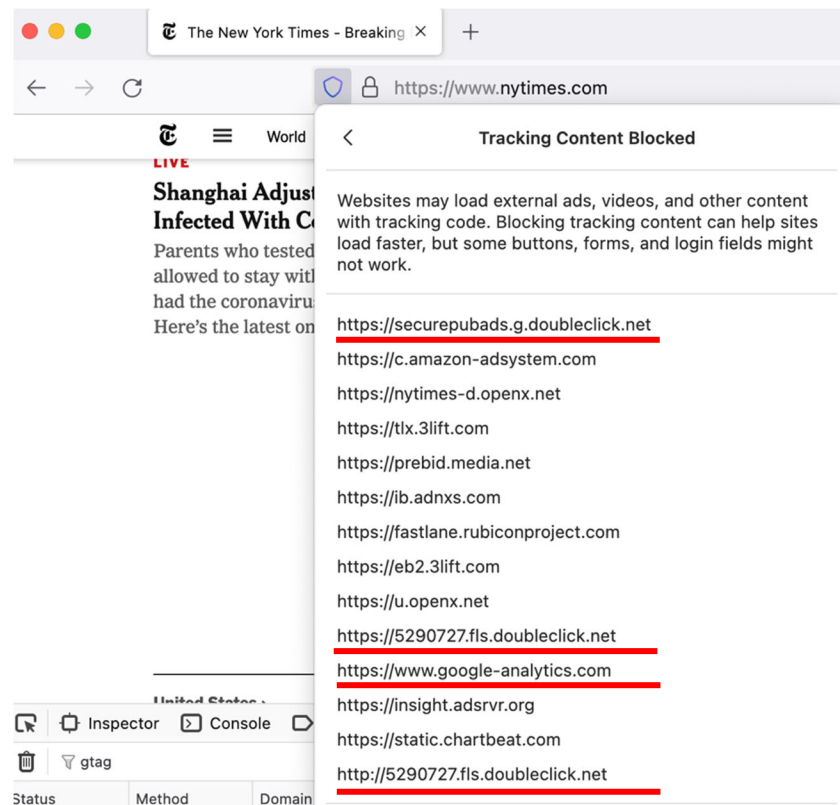 The New York Times - Breaking
https://www.nytimes.com
World
LIVE
Shanghai Adjust
Infected With C
Parents who tested
allowed to stay with
had the coronaviru
Here's the latest on
United States ›
Tracking Content Blocked
Websites may load external ads, videos, and other content
with tracking code. Blocking tracking content can help sites
load faster, but some buttons, forms, and login fields might
not work.
https://securepubads.g.doubleclick.net
https://c.amazon-adsystem.com
https://nytimes-d.openx.net
https://tlx.3lift.com
https://prebid.media.net
https://ib.adnxs.com
https://fastlane.rubiconproject.com
https://eb2.3lift.com
https://u.openx.net
https://5290727.fls.doubleclick.net
https://www.google-analytics.com
https://insight.adsrvr.org
https://static.chartbeat.com
http://5290727.fls.doubleclick.net
Inspector Console
gtag
Status Method Domain